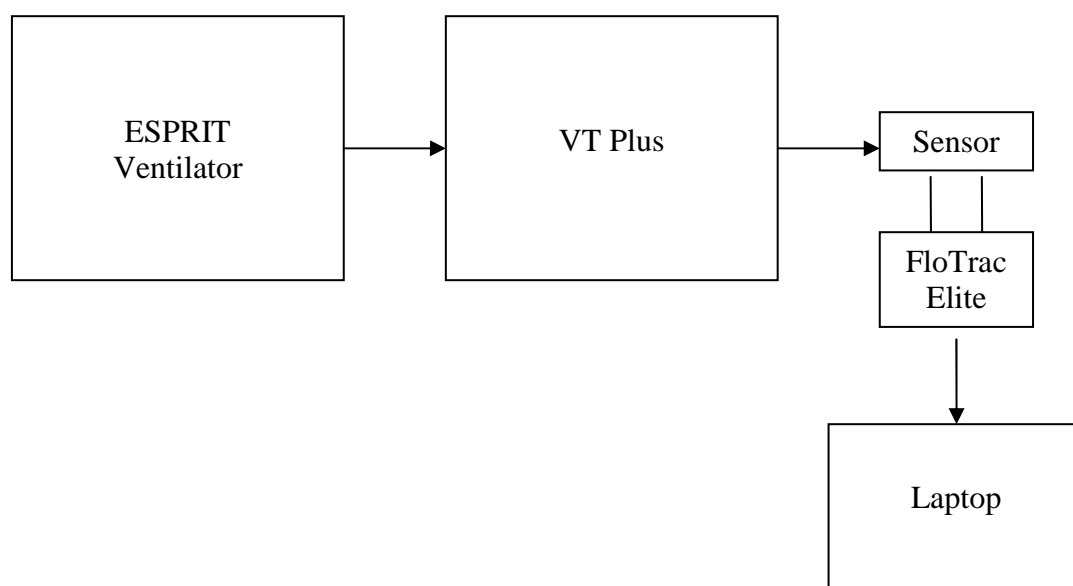 ESPRIT
Ventilator
VT Plus
Sensor
FloTrac
Elite
Laptop